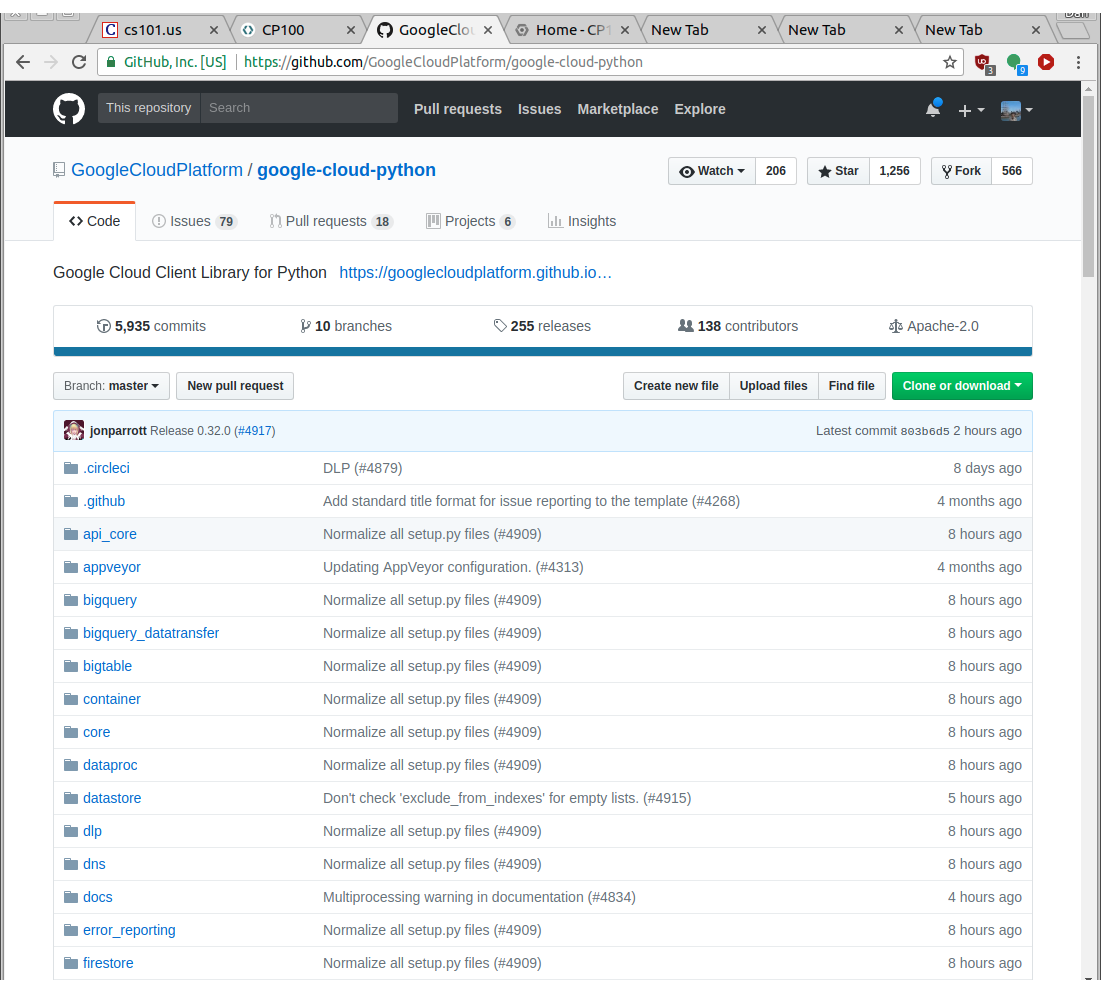 Dan
cs101.us CP100 GoogleClou Home - CP1 New Tab New Tab New Tab
GitHub, Inc. [US] https://github.com/GoogleCloudPlatform/google-cloud-python 3 9
This repository Search Pull requests Issues Marketplace Explore
GoogleCloudPlatform / google-cloud-python Watch 206 Star 1,256 Fork 566
Code Issues 79 Pull requests 18 Projects 6 Insights
Google Cloud Client Library for Python https://googlecloudplatform.github.io…
5,935 commits 10 branches 255 releases 138 contributors Apache-2.0
Branch: master New pull request Create new file Upload files Find file Clone or download
jonparrott Release 0.32.0 (#4917) Latest commit 803b6d5 2 hours ago
.circleci DLP (#4879) 8 days ago
.github Add standard title format for issue reporting to the template (#4268) 4 months ago
api_core Normalize all setup.py files (#4909) 8 hours ago
appveyor Updating AppVeyor configuration. (#4313) 4 months ago
bigquery Normalize all setup.py files (#4909) 8 hours ago
bigquery_datatransfer Normalize all setup.py files (#4909) 8 hours ago
bigtable Normalize all setup.py files (#4909) 8 hours ago
container Normalize all setup.py files (#4909) 8 hours ago
core Normalize all setup.py files (#4909) 8 hours ago
dataproc Normalize all setup.py files (#4909) 8 hours ago
datastore Don't check 'exclude_from_indexes' for empty lists. (#4915) 5 hours ago
dlp Normalize all setup.py files (#4909) 8 hours ago
dns Normalize all setup.py files (#4909) 8 hours ago
docs Multiprocessing warning in documentation (#4834) 4 hours ago
error_reporting Normalize all setup.py files (#4909) 8 hours ago
firestore Normalize all setup.py files (#4909) 8 hours ago